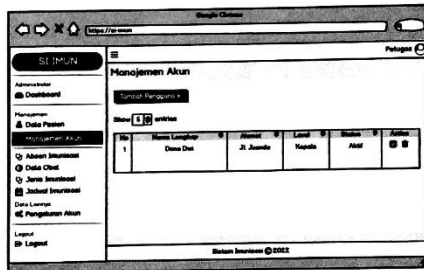 Google Chrome
https://si-imun
SI IMUN
Petugas
Administrator
Dashboard
Manajemen Akun
Manajemen
Data Pasien
Tambah Pengguna +
Manajemen Akun
Show 5 entries
Absen Imunisasi
Data Obat
Jenis Imunisasi
Jadwal Imunisasi
No Nama Lengkap Alamat Level Status Action
1 Dona Dwi Jl. Juanda Kepala Aktif
Data Lainnya
Pengaturan Akun
Logout
Logout
Sistem Imunisasi © 2022